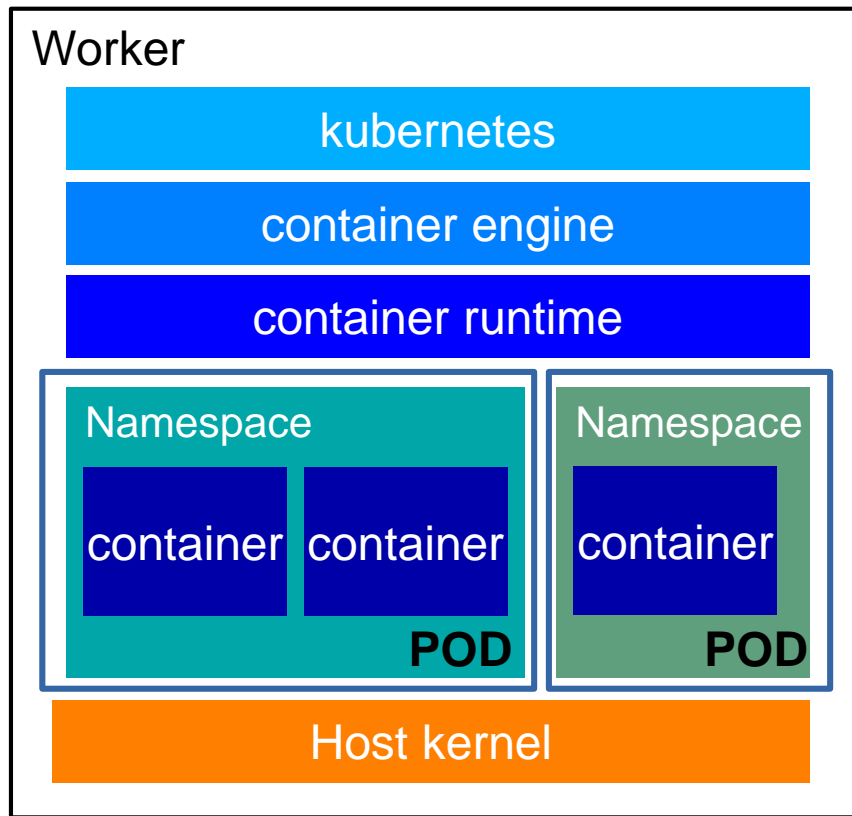 Worker
kubernetes
container engine
container runtime
Namespace
container
container
POD
Namespace
container
POD
Host kernel